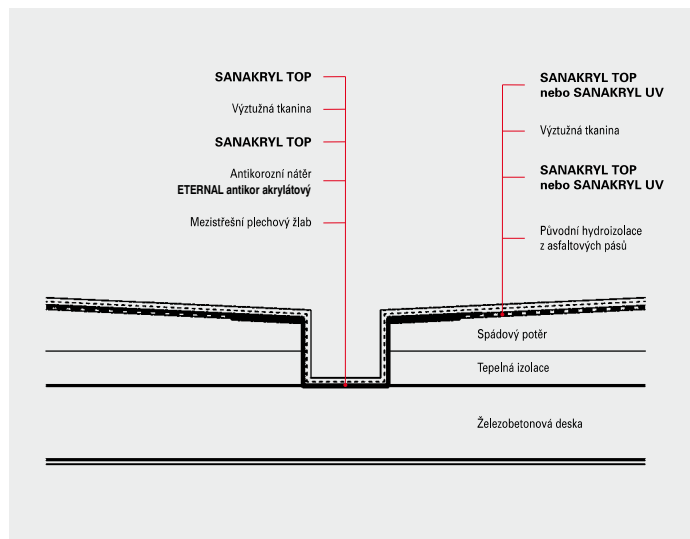 SANAKRYL TOP
Výztužná tkanina
SANAKRYL TOP
Antikorozní nátěr
ETERNAL antikor akrylátový
Mezistřešní plechový žlab
SANAKRYL TOP
nebo SANAKRYL UV
Výztužná tkanina
SANAKRYL TOP
nebo SANAKRYL UV
Původní hydroizolace
z asfaltových pásů
Spádový potěr
Tepelná izolace
Železobetonová deska